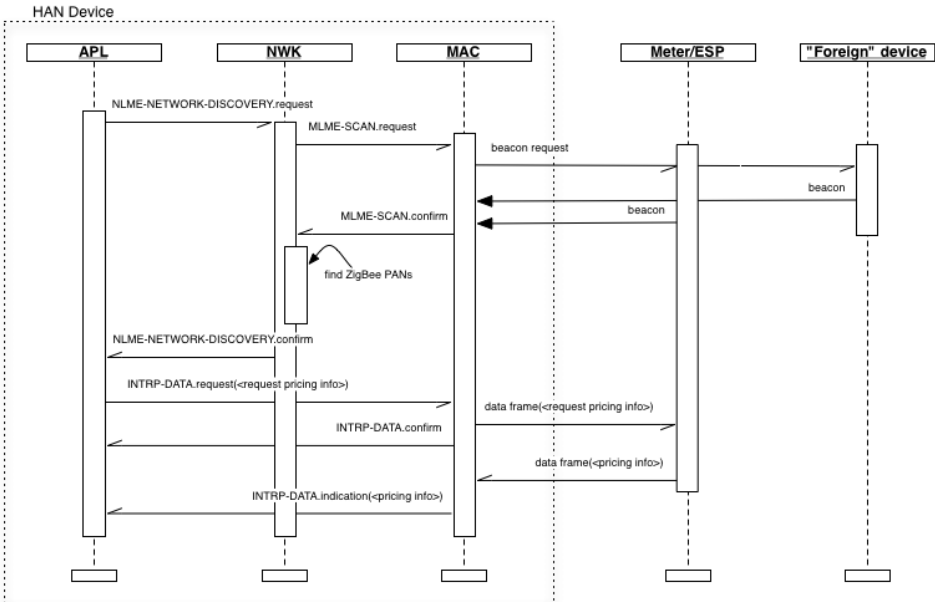 HAN Device
APL
NWK
MAC
Meter/ESP
"Foreign" device
NLME-NETWORK-DISCOVERY.request
MLME-SCAN.request
beacon request
beacon
beacon
MLME-SCAN.confirm
find ZigBee PANs
NLME-NETWORK-DISCOVERY.confirm
INTRP-DATA.request(<request pricing info>)
data frame(<request pricing info>)
INTRP-DATA.confirm
data frame(<pricing info>)
INTRP-DATA.indication(<pricing info>)